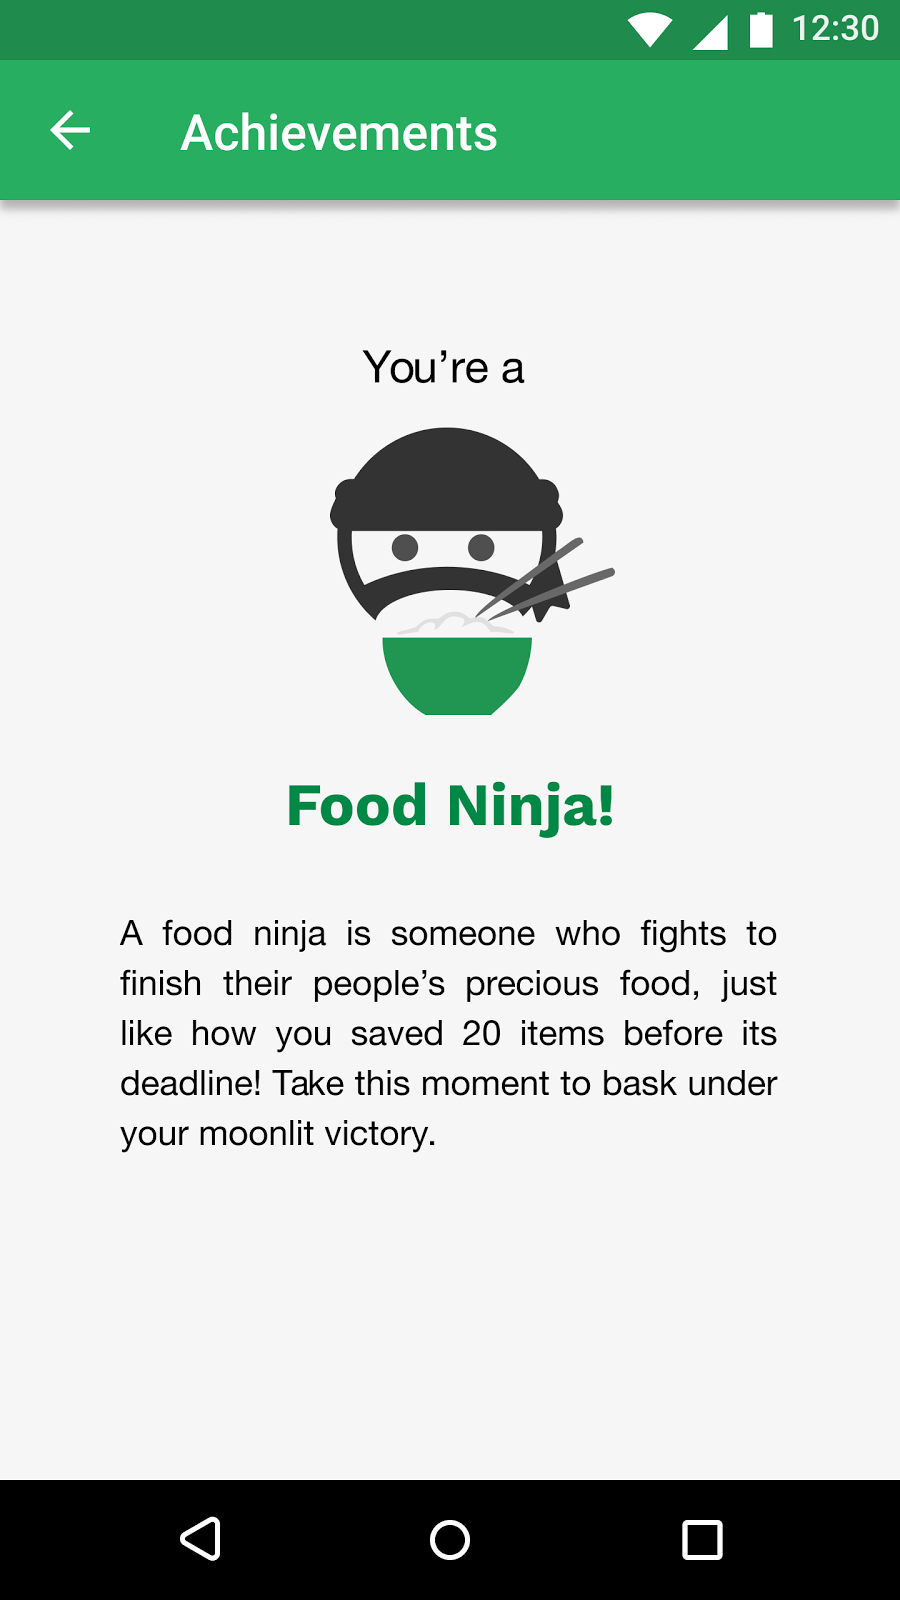 12:30
Achievements
You’re a
Food Ninja!
A food ninja is someone who fights to
finish their people’s precious food, just
like how you saved 20 items before its
deadline! Take this moment to bask under
your moonlit victory.